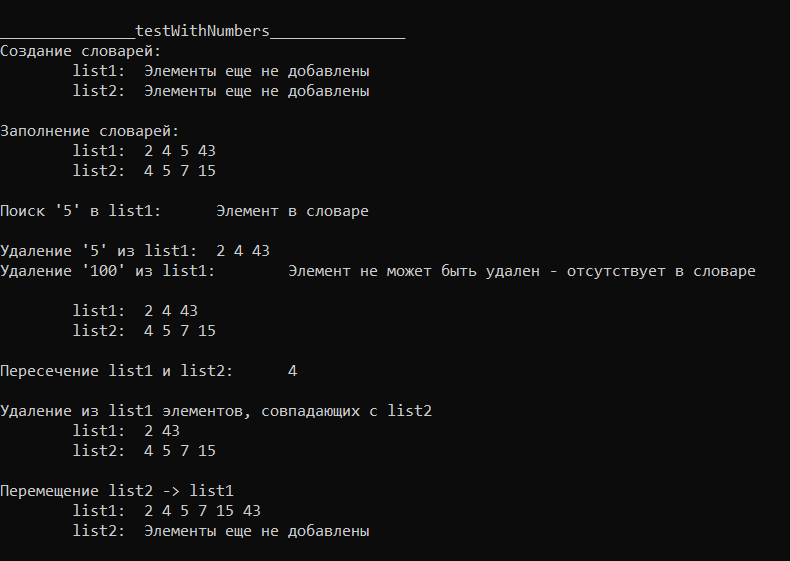 _______________testWithNumbers_______________
Создание словарей:
list1: Элементы еще не добавлены
list2: Элементы еще не добавлены
Заполнение словарей:
list1: 2 4 5 43
list2: 4 5 7 15
Поиск '5' в list1: Элемент в словаре
Удаление '5' из list1: 2 4 43
Удаление '100' из list1: Элемент не может быть удален - отсутствует в словаре
list1: 2 4 43
list2: 4 5 7 15
Пересечение list1 и list2: 4
Удаление из list1 элементов, совпадающих с list2
list1: 2 43
list2: 4 5 7 15
Перемещение list2 -> list1
list1: 2 4 5 7 15 43
list2: Элементы еще не добавлены